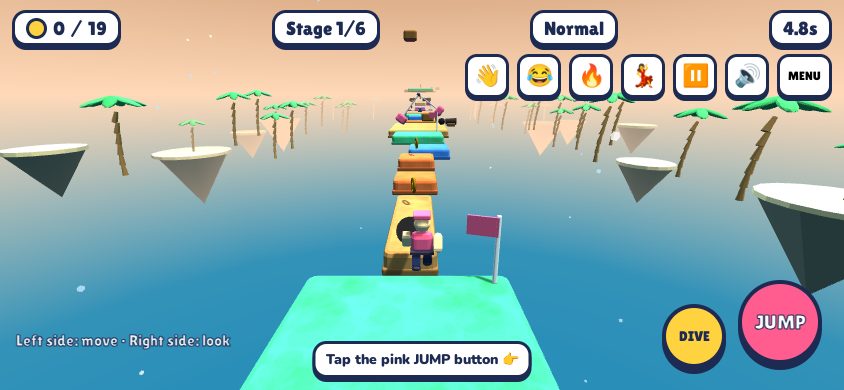 0 / 19
Stage 1/6
Normal
4.8s
MENU
Left side: move · Right side: look
Tap the pink JUMP button 👉
DIVE
JUMP